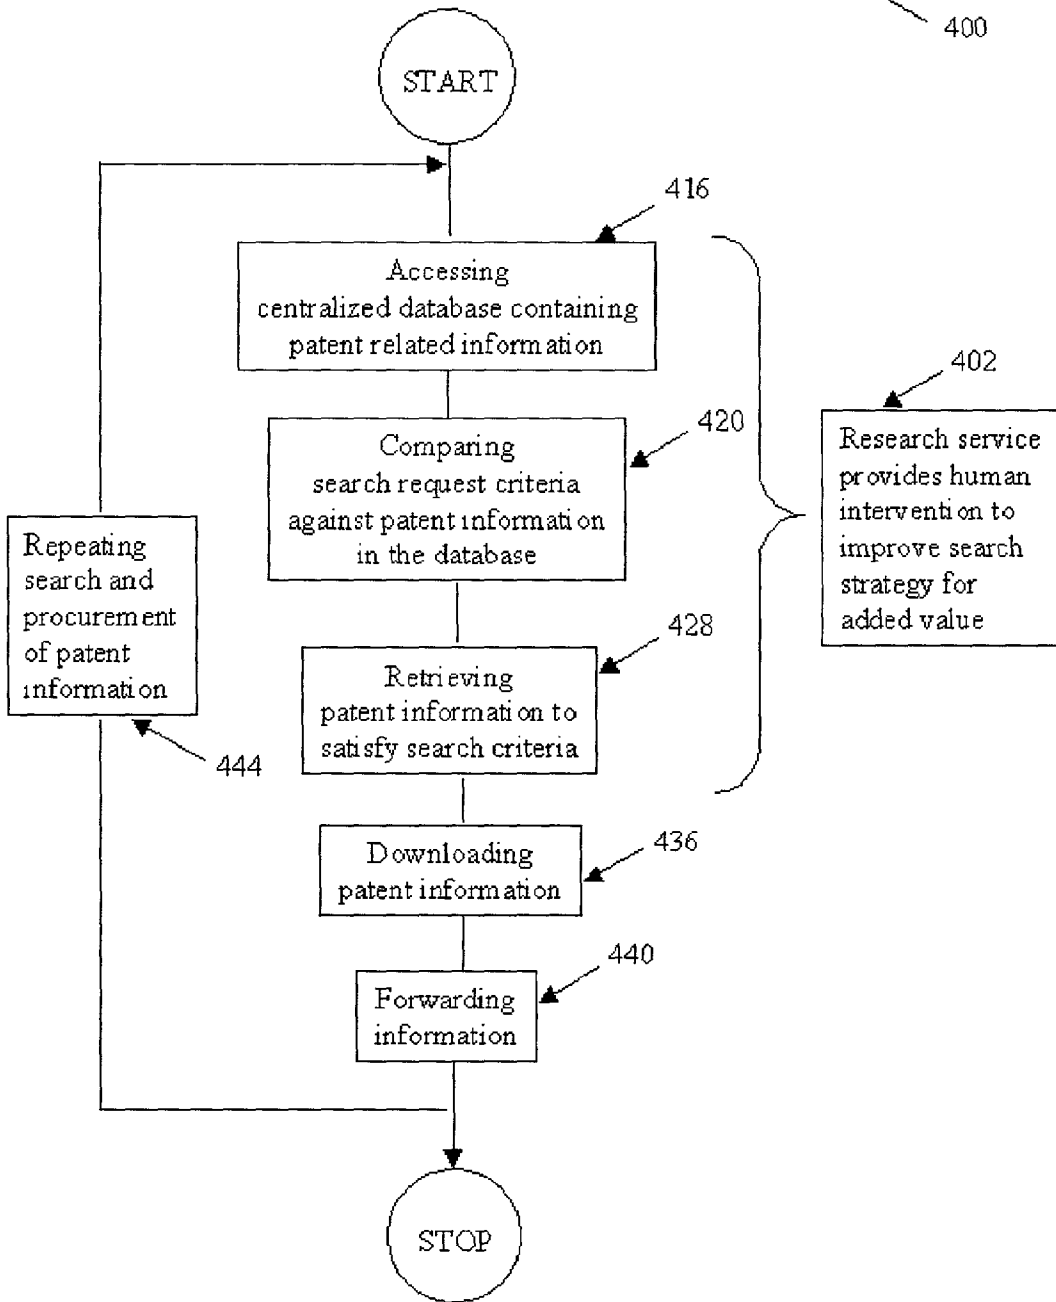 400
START
416
Accessing
centralized database containing
patent related information
402
Research service
provides human
intervention to
improve search
strategy for
added value
420
Comparing
search request criteria
against patent information
in the database
Repeating
search and
procurement
of patent
information
444
428
Retrieving
patent information to
satisfy search criteria
436
Downloading
patent information
440
Forwarding
information
STOP